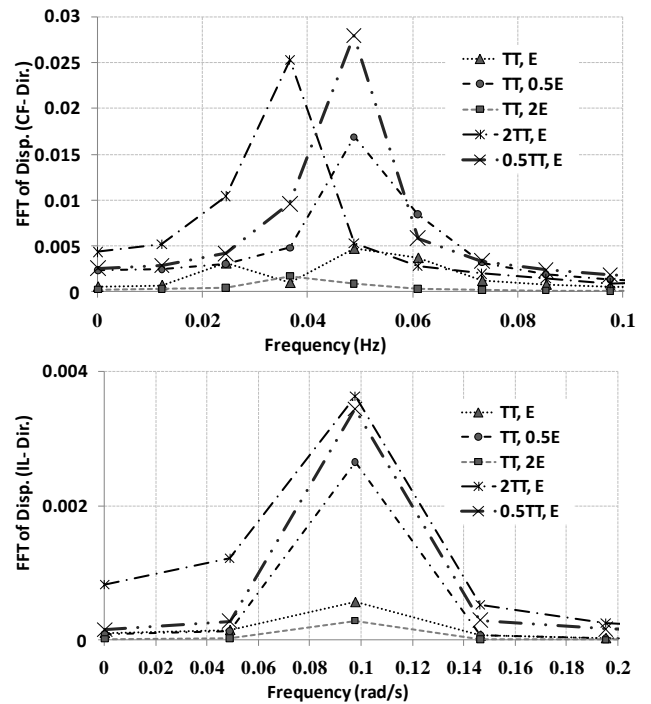 0.03
0.025
0.02
0.015
0.01
0.005
0
FFT of Disp. (CF- Dir.)
TT, E
TT, 0.5E
TT, 2E
2TT, E
0.5TT, E
0 0.02 0.04 0.06 0.08 0.1
Frequency (Hz)
0.004
0.002
0
FFT of Disp. (IL- Dir.)
TT, E
TT, 0.5E
TT, 2E
2TT, E
0.5TT, E
0 0.02 0.04 0.06 0.08 0.1 0.12 0.14 0.16 0.18 0.2
Frequency (rad/s)